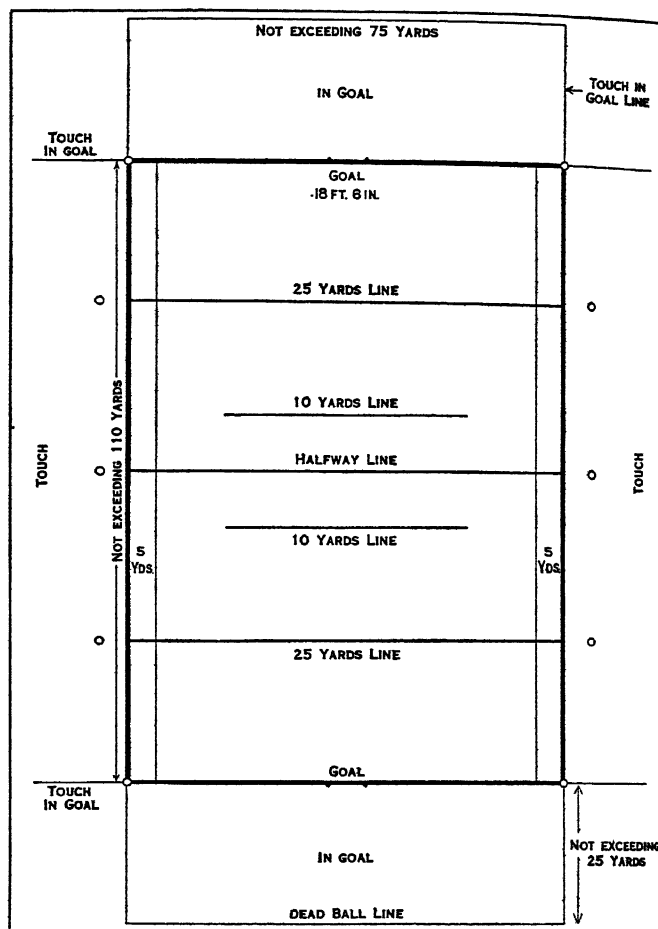 NOT EXCEEDING 75 YARDS
IN GOAL
TOUCH IN
GOAL LINE
TOUCH
IN GOAL
GOAL
18 FT. 6 IN.
25 YARDS LINE
10 YARDS LINE
NOT EXCEEDING 110 YARDS
TOUCH
HALFWAY LINE
TOUCH
10 YARDS LINE
5
YDS.
5
YDS.
25 YARDS LINE
GOAL
TOUCH
IN GOAL
NOT EXCEEDING
25 YARDS
IN GOAL
DEAD BALL LINE